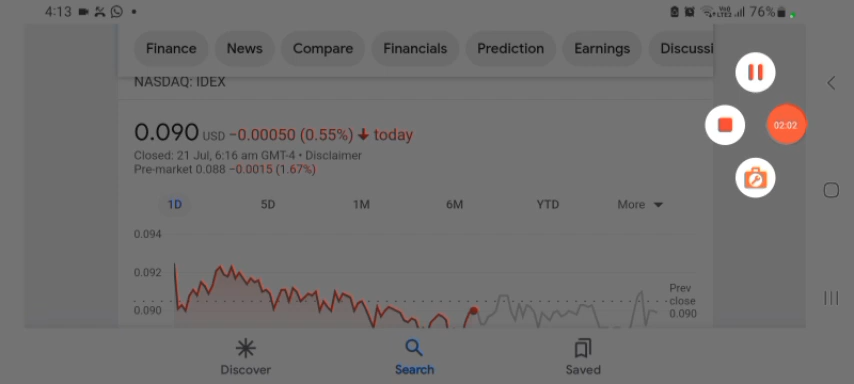 4:13 76%
Finance News Compare Financials Prediction Earnings Discussi
NASDAQ: IDEX
0.090 USD −0.00050 (0.55%) today
Closed: 21 Jul, 6:16 am GMT-4 • Disclaimer
Pre-market 0.088 −0.0015 (1.67%)
1D 5D 1M 6M YTD More
0.094
0.092
0.090
Prev
close
0.090
02:02
Discover Search Saved